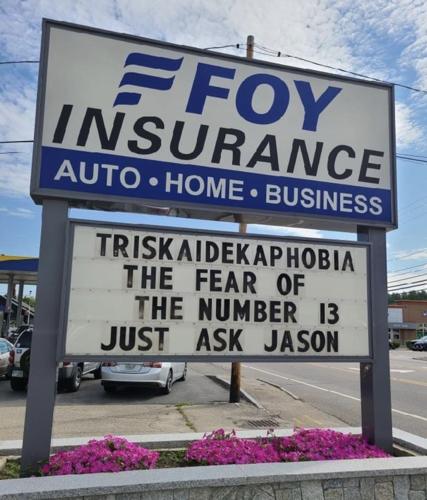 FOY
INSURANCE
AUTO • HOME • BUSINESS
TRISKAIDEKAPHOBIA
THE FEAR OF
THE NUMBER 13
JUST ASK JASON